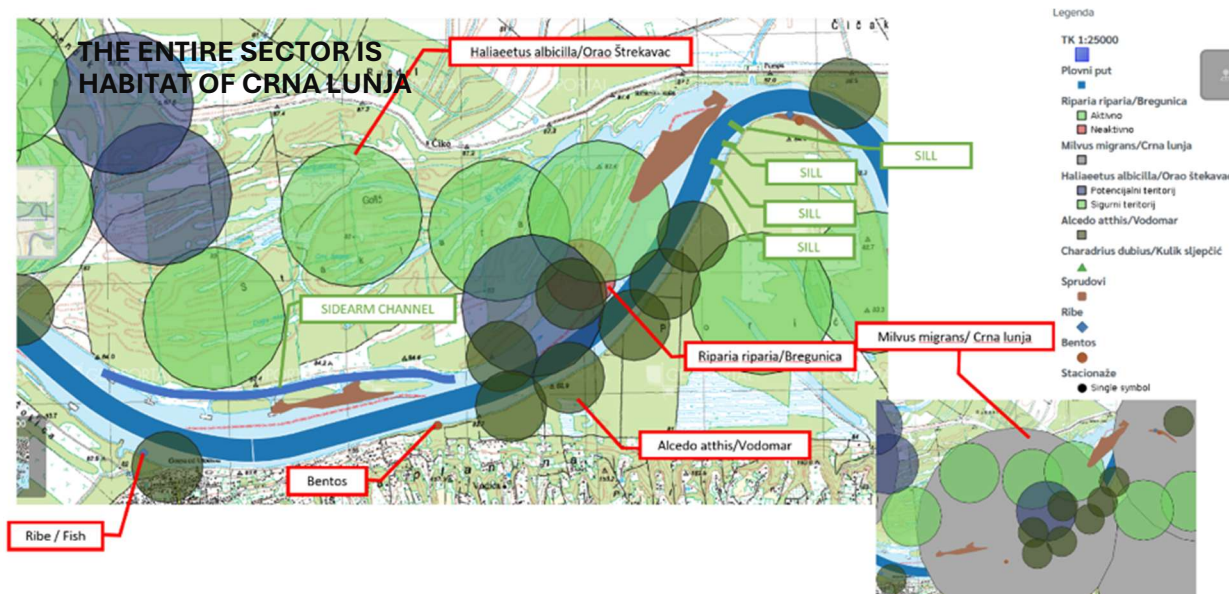 THE ENTIRE SECTOR IS
HABITAT OF CRNA LUNJA
Haliaeetus albicilla/Orao Štrekavac
SILL
SILL
SILL
SILL
SIDEARM CHANNEL
Riparia riparia/Bregunica
Milvus migrans/ Crna lunja
Alcedo atthis/Vodomar
Bentos
Ribe / Fish
Čiko
Legenda
TK 1:25000
Plovni put
Riparia riparia/Bregunica
Aktivno
Neaktivno
Milvus migrans/Crna lunja
Haliaeetus albicilla/Orao štekavac
Potencijalni teritorij
Sigurni teritorij
Alcedo atthis/Vodomar
Charadrius dubius/Kulik sljepčić
Sprudovi
Ribe
Bentos
Stacionaže
Single symbol